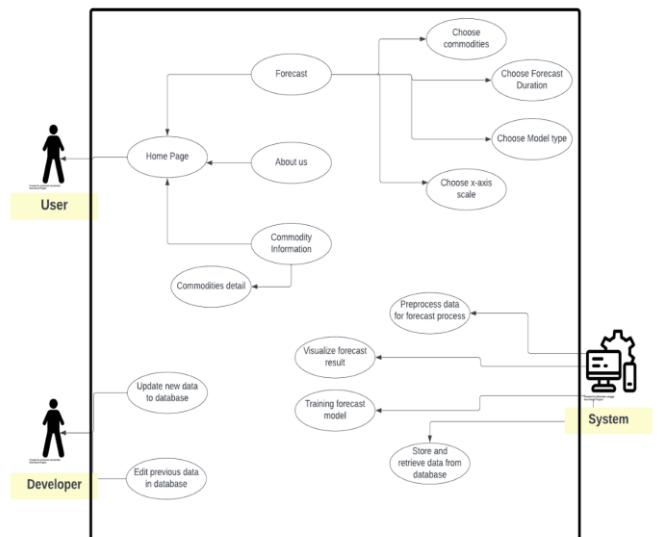 Choose
commodities
Forecast
Choose Forecast
Duration
Home Page
About us
Choose Model type
Choose x-axis
scale
User
Commodity
Information
Commodities detail
Preprocess data
for forecast process
Visualize forecast
result
Update new data
to database
Training forecast
model
System
Store and
retrieve data from
database
Developer
Edit previous data
in database